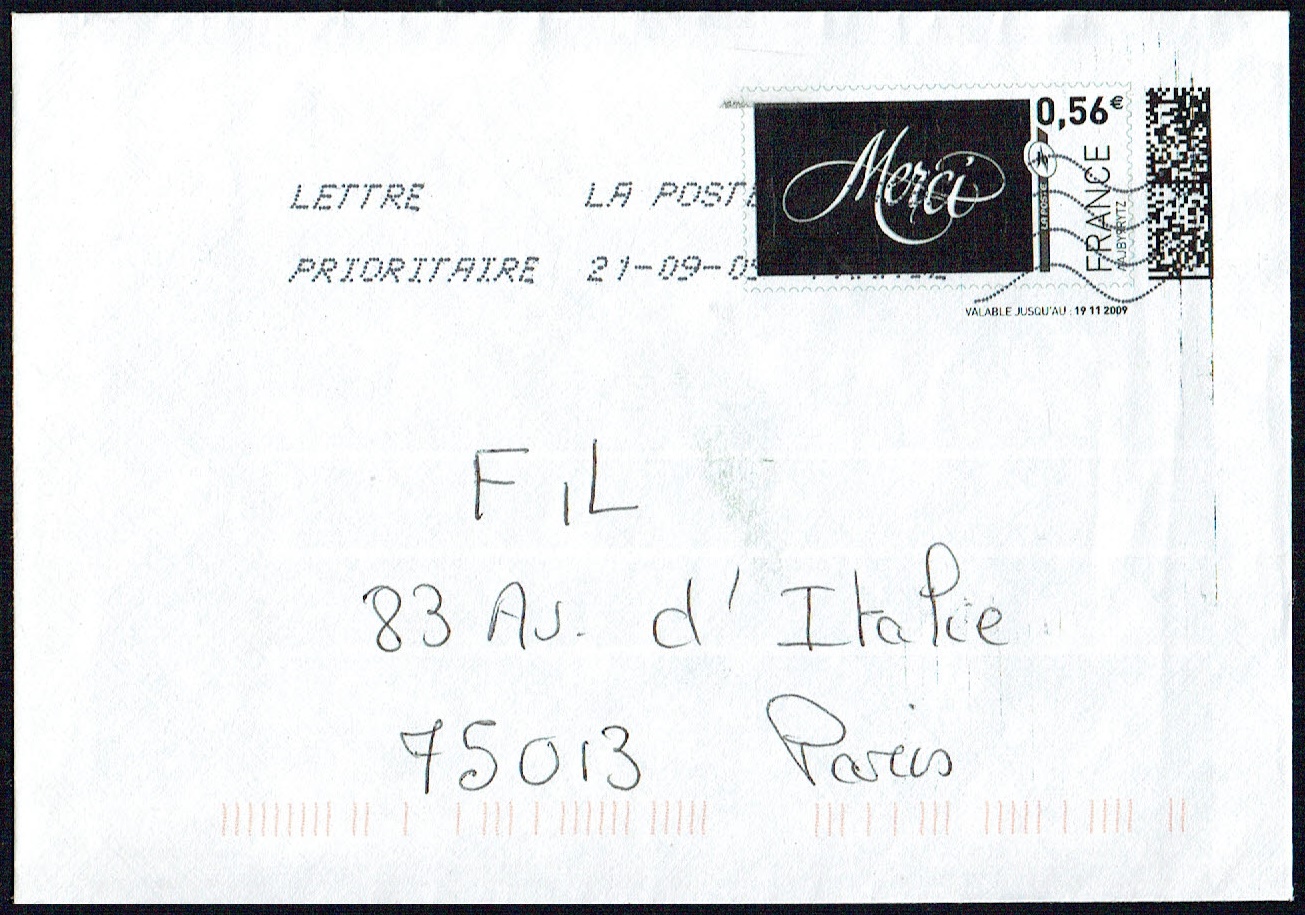 0,56€
Merci
LA POSTE
FRANCE
LETTRE LA POSTE
PRIORITAIRE 21-09-0
VALABLE JUSQU'AU : 19 11 2009
FIL
83 Av. d'Italie
75013 Paris